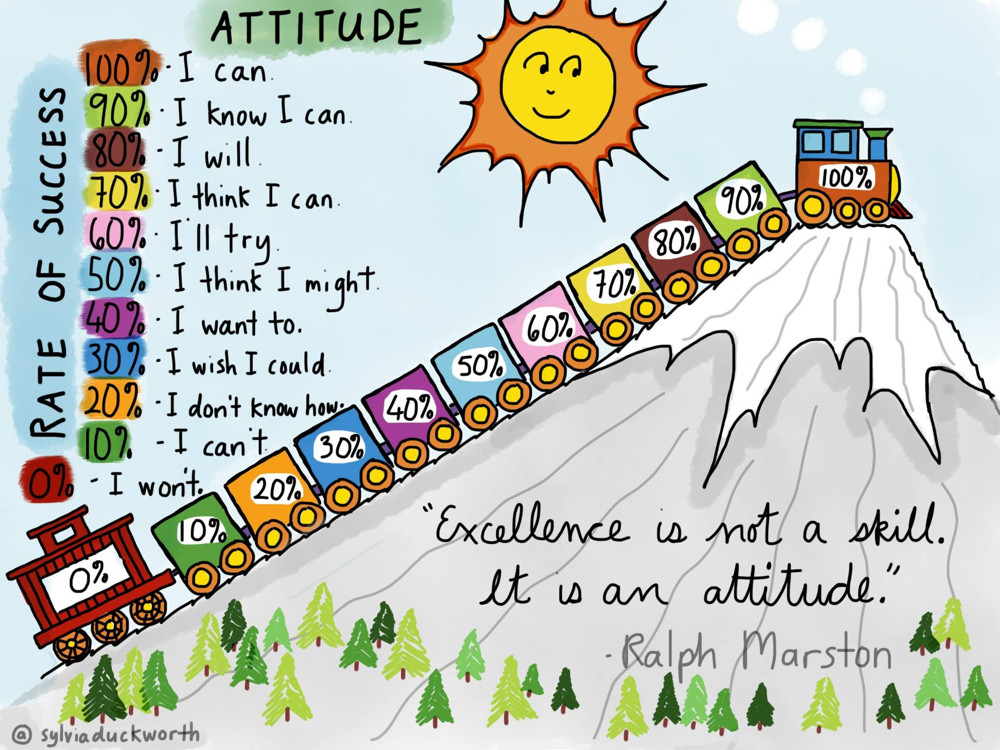 ATTITUDE
RATE OF SUCCESS
100% - I can.
90% - I know I can.
80% - I will.
70% - I think I can.
60% - I'll try.
50% - I think I might.
40% - I want to.
30% - I wish I could.
20% - I don't know how.
10% - I can't.
0% - I won't.
100%
90%
80%
70%
60%
50%
40%
30%
20%
10%
0%
"Excellence is not a skill.
It is an attitude."
-Ralph Marston
@sylviaduckworth